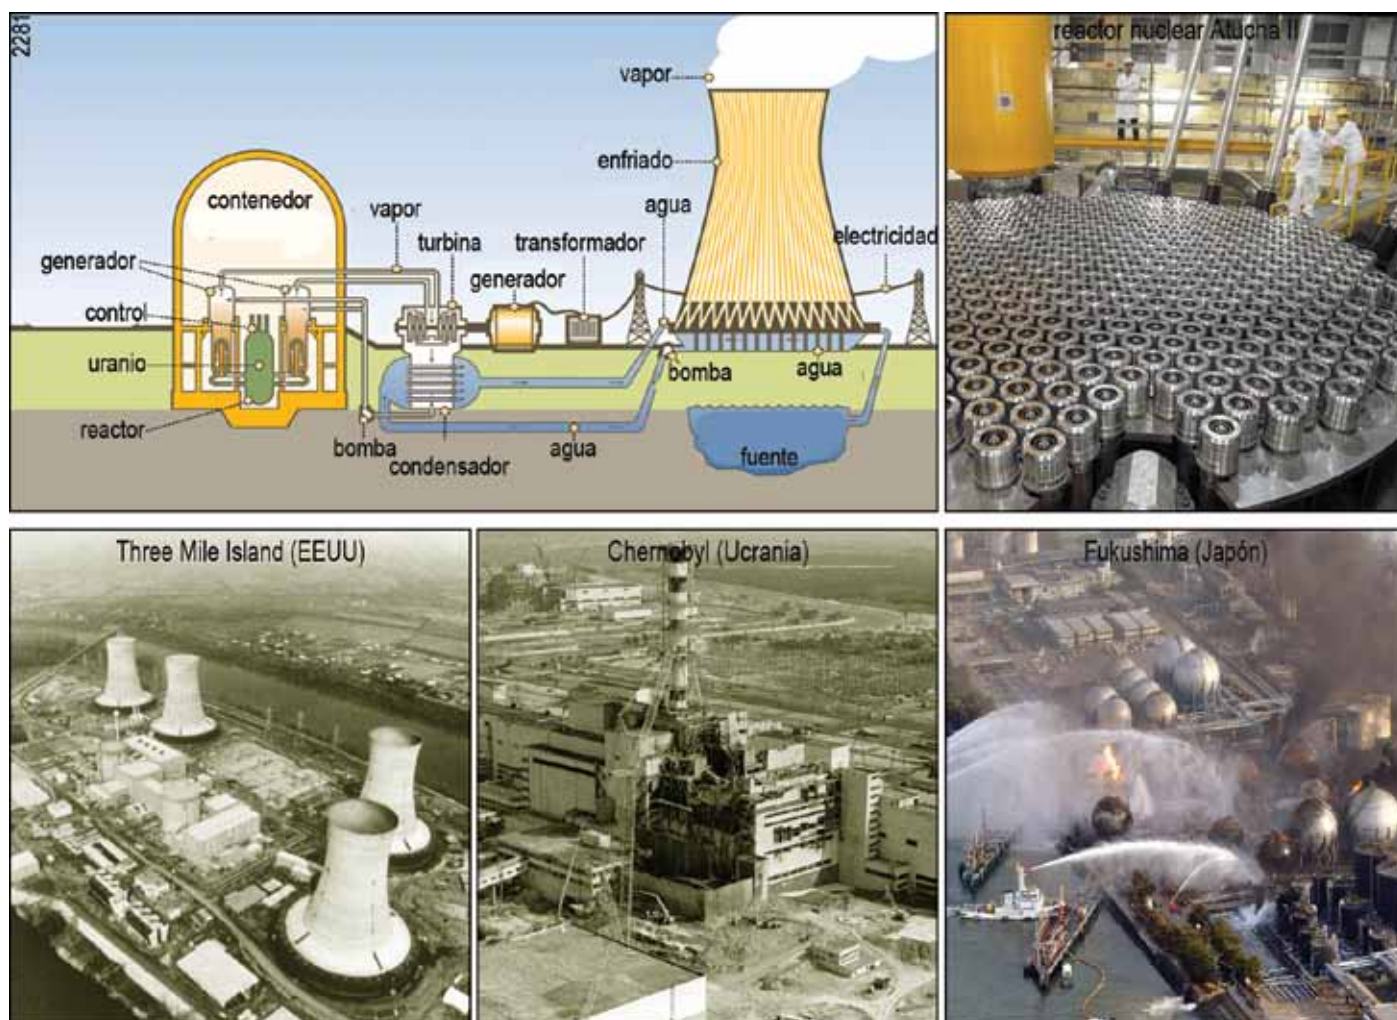 2281
vapor
enfriado
agua
electricidad
contenedor
vapor
turbina
transformador
generador
generador
control
uranio
reactor
bomba
condensador
agua
bomba
agua
fuente
reactor nuclear Atucha II
Three Mile Island (EEUU)
Chernobyl (Ucrania)
Fukushima (Japón)